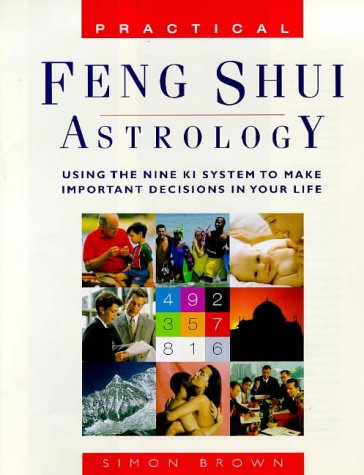 PRACTICAL
FENG SHUI
ASTROLOGY
USING THE NINE KI SYSTEM TO MAKE
IMPORTANT DECISIONS IN YOUR LIFE
4 9 2
3 5 7
8 1 6
SIMON BROWN